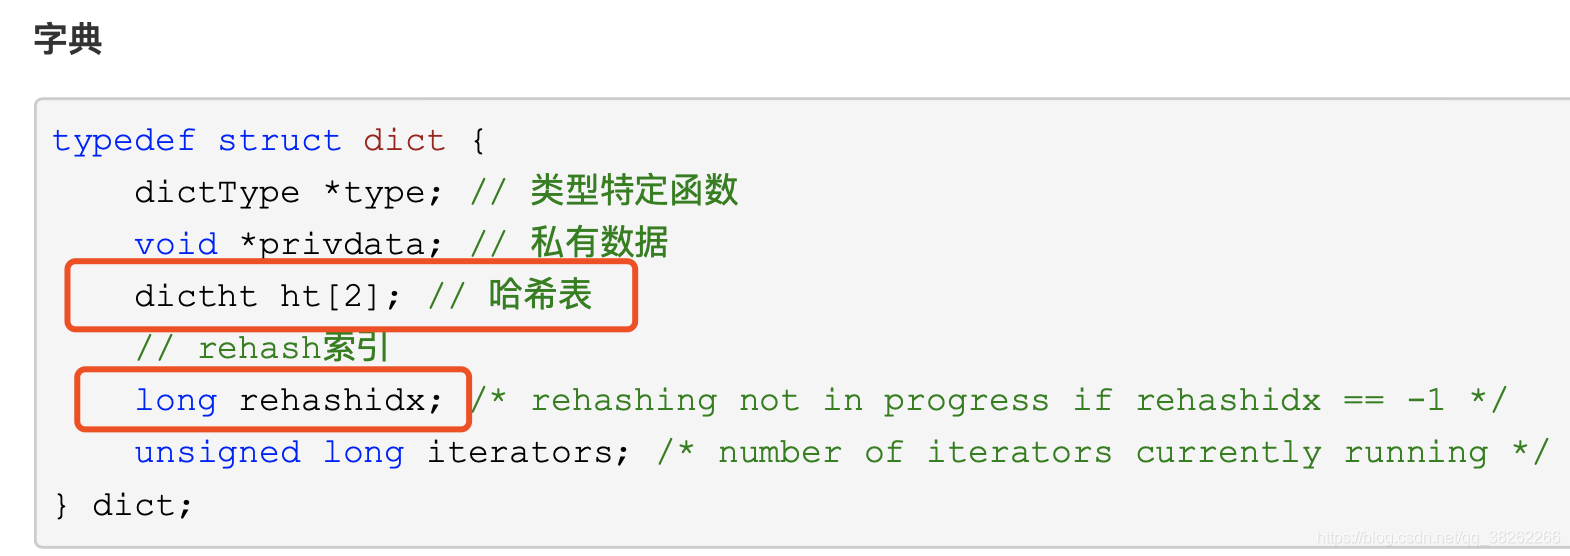 字典
typedef struct dict {
dictType *type; // 类型特定函数
void *privdata; // 私有数据
dictht ht[2]; // 哈希表
// rehash索引
long rehashidx; /* rehashing not in progress if rehashidx == -1 */
unsigned long iterators; /* number of iterators currently running */
} dict;
https://blog.csdn.net/qq_38262266